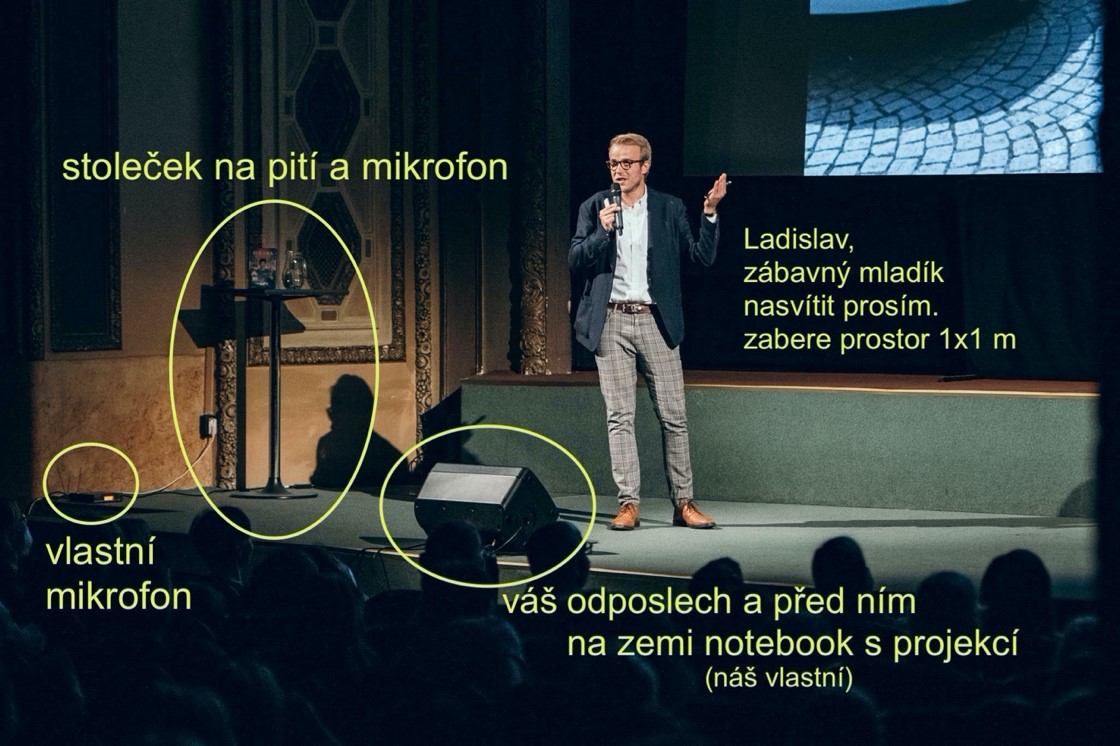 stoleček na pití a mikrofon
Ladislav,
zábavný mladík
nasvítit prosím.
zabere prostor 1x1 m
vlastní
mikrofon
váš odposlech a před ním
na zemi notebook s projekcí
(náš vlastní)